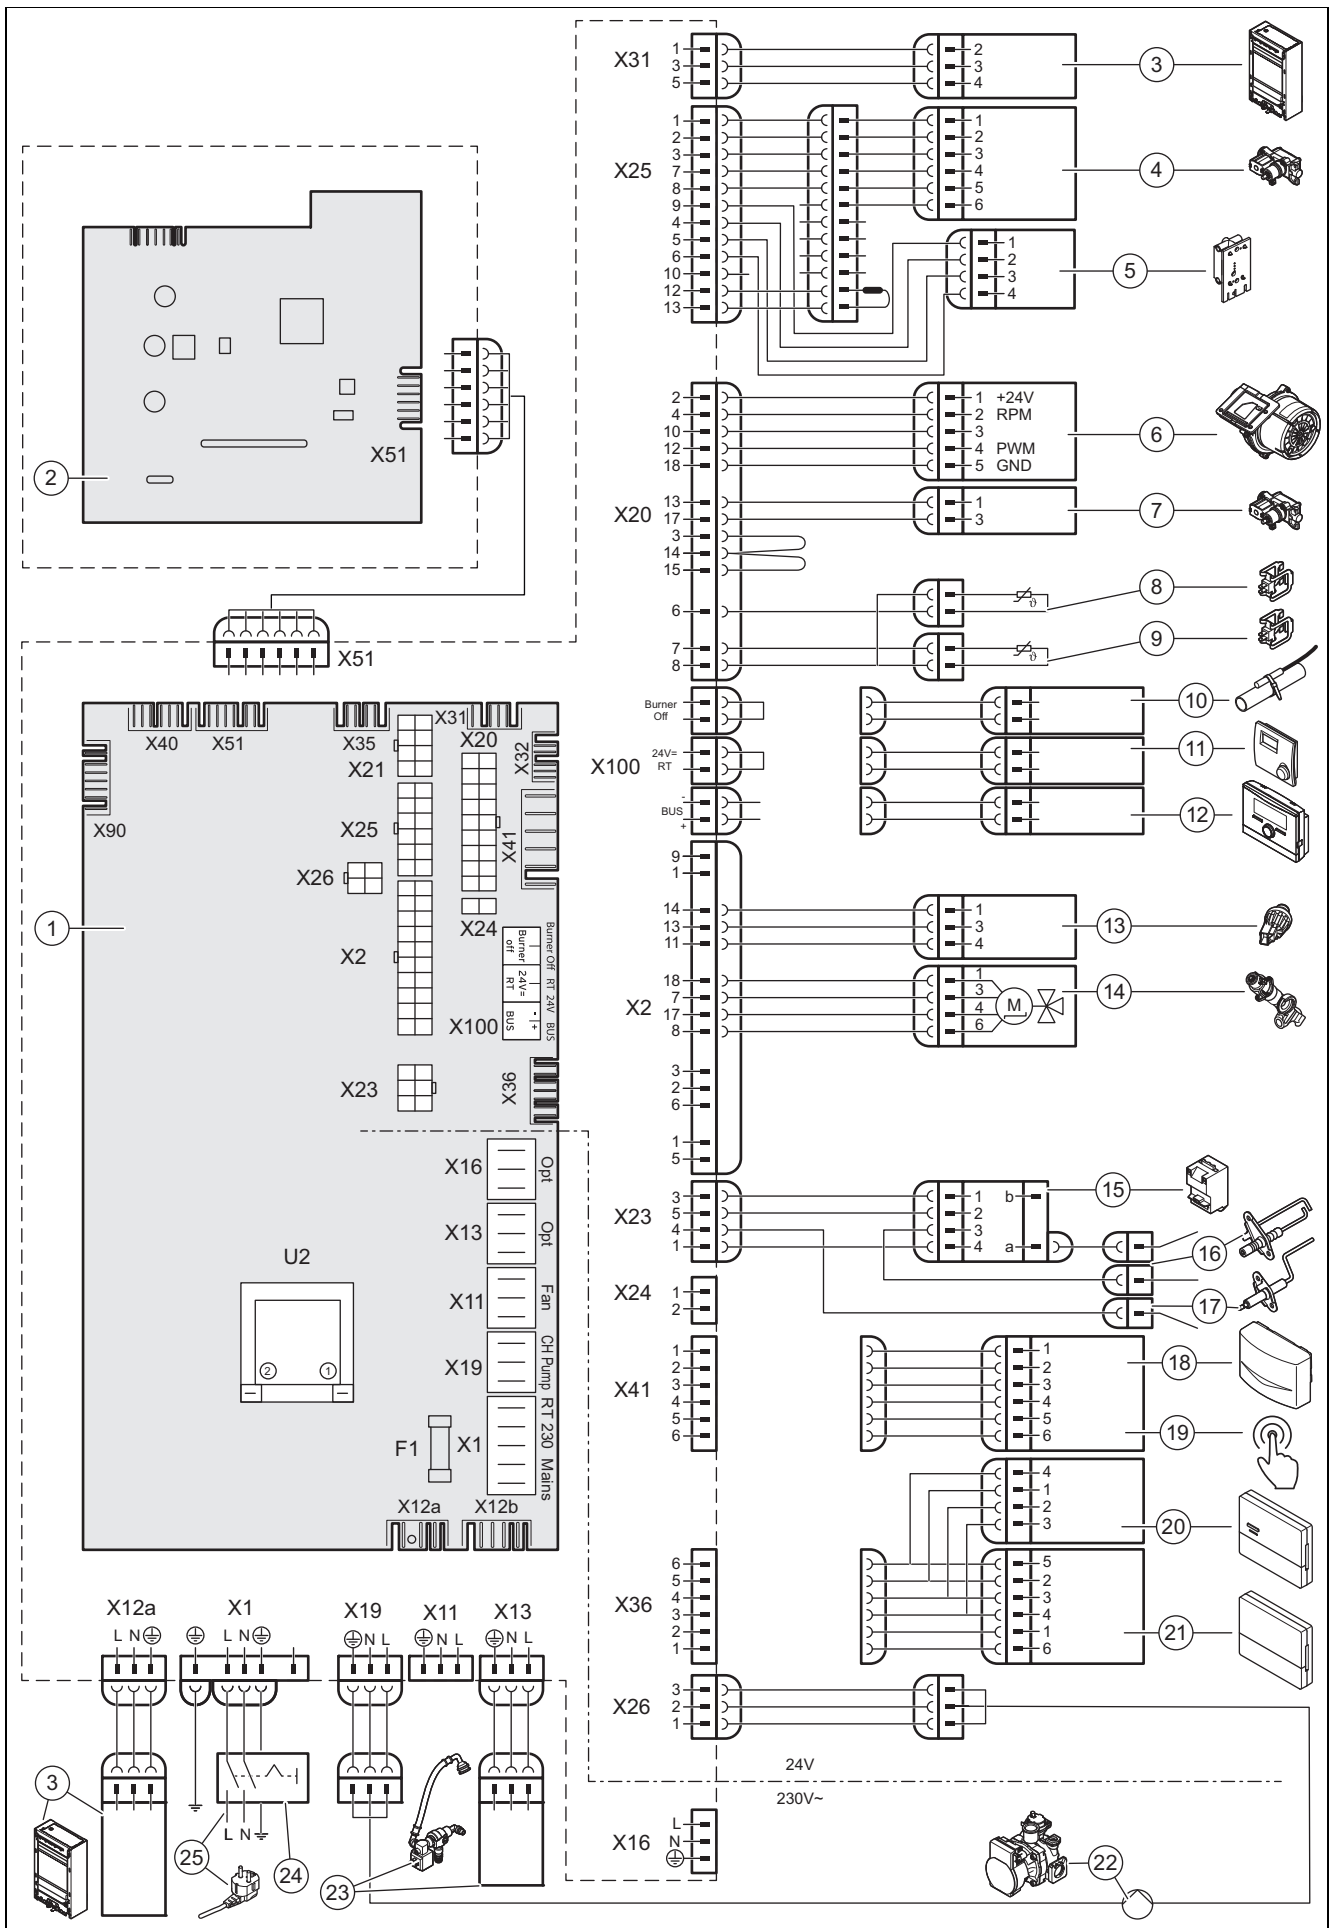 X31
1 2
3 3
5 4
3
X25
1 1
2 2
3 3
7 4
8 5
9 6
4
4
5
6
10
12
13
1
2
3
4
5
X51
2
X51
X20
2 1 +24V
4 2 RPM
10 3
12 4 PWM
18 5 GND
6
13 1
17 3
7
3
14
15
6
ϑ
8
7
8
ϑ
9
X100
Burner
Off
10
24V=
RT
11
-
BUS
+
12
X40
X51
X35
X31
X21
X20
X32
X90
X25
X41
X26
X24
X2
1
Burner Off RT 24V BUS
Burner
off
24V=
RT
- +
BUS
X100
X23
X36
X16
Opt
X13
Opt
X11
Fan
X19
CH Pump
X1
RT 230 Mains
U2
2
1
F1
X12a
X12b
X2
9
1
14 1
13 3
11 4
13
18 1
7 3
17 4
8 6
M
14
3
2
6
1
5
X23
3 1 b
5 2
4 3
1 4 a
15
16
17
X24
1
2
X41
1 1
2 2
3 3
4 4
5 5
6 6
18
19
4
1
2
3
20
X36
6 5
5 2
4 3
3 4
2 1
1 6
21
X26
3
2
1
24V
230V~
X16
L
N
22
X12a
L N
X1
L N
X19
N L
X11
N L
X13
N L
3
L N
25
24
23